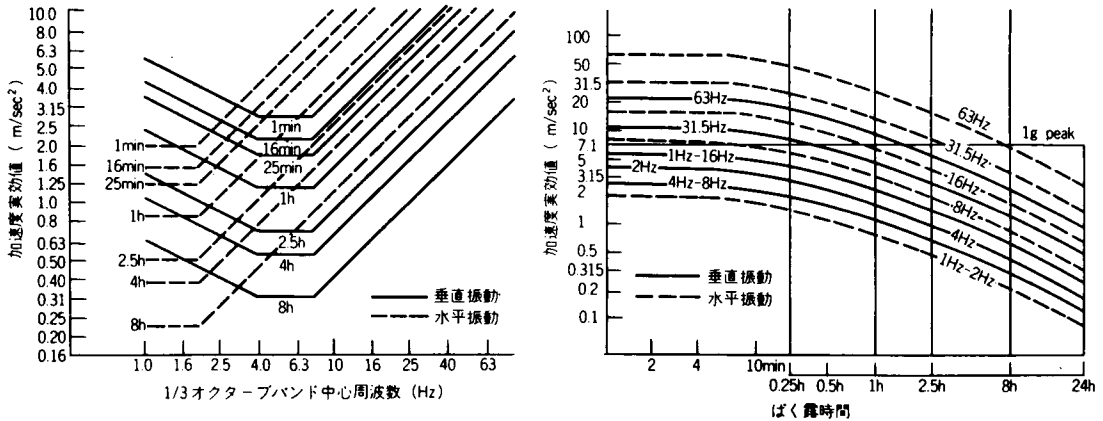 加速度実効値 (m/sec²)
10.0
8.0
6.3
5.0
4.0
3.15
2.5
2.0
1.6
1.25
1.0
0.8
0.63
0.50
0.40
0.31
0.25
0.20
0.16
1min
16min
25min
1h
2.5h
4h
8h
1min
16min
25min
1h
2.5h
4h
8h
垂直振動
水平振動
1.0 1.6 2.5 4.0 6.3 10 16 25 40 63
1/3オクターブバンド中心周波数 (Hz)
加速度実効値 (m/sec²)
100
50
31.5
20
10
7.1
5
3.15
2
1
0.5
0.315
0.2
0.1
63Hz
31.5Hz
1Hz-16Hz
2Hz
4Hz-8Hz
63Hz
1g peak
31.5Hz
16Hz
8Hz
4Hz
1Hz-2Hz
垂直振動
水平振動
2 4 10min
0.25h 0.5h 1h 2.5h 8h 24h
ばく露時間